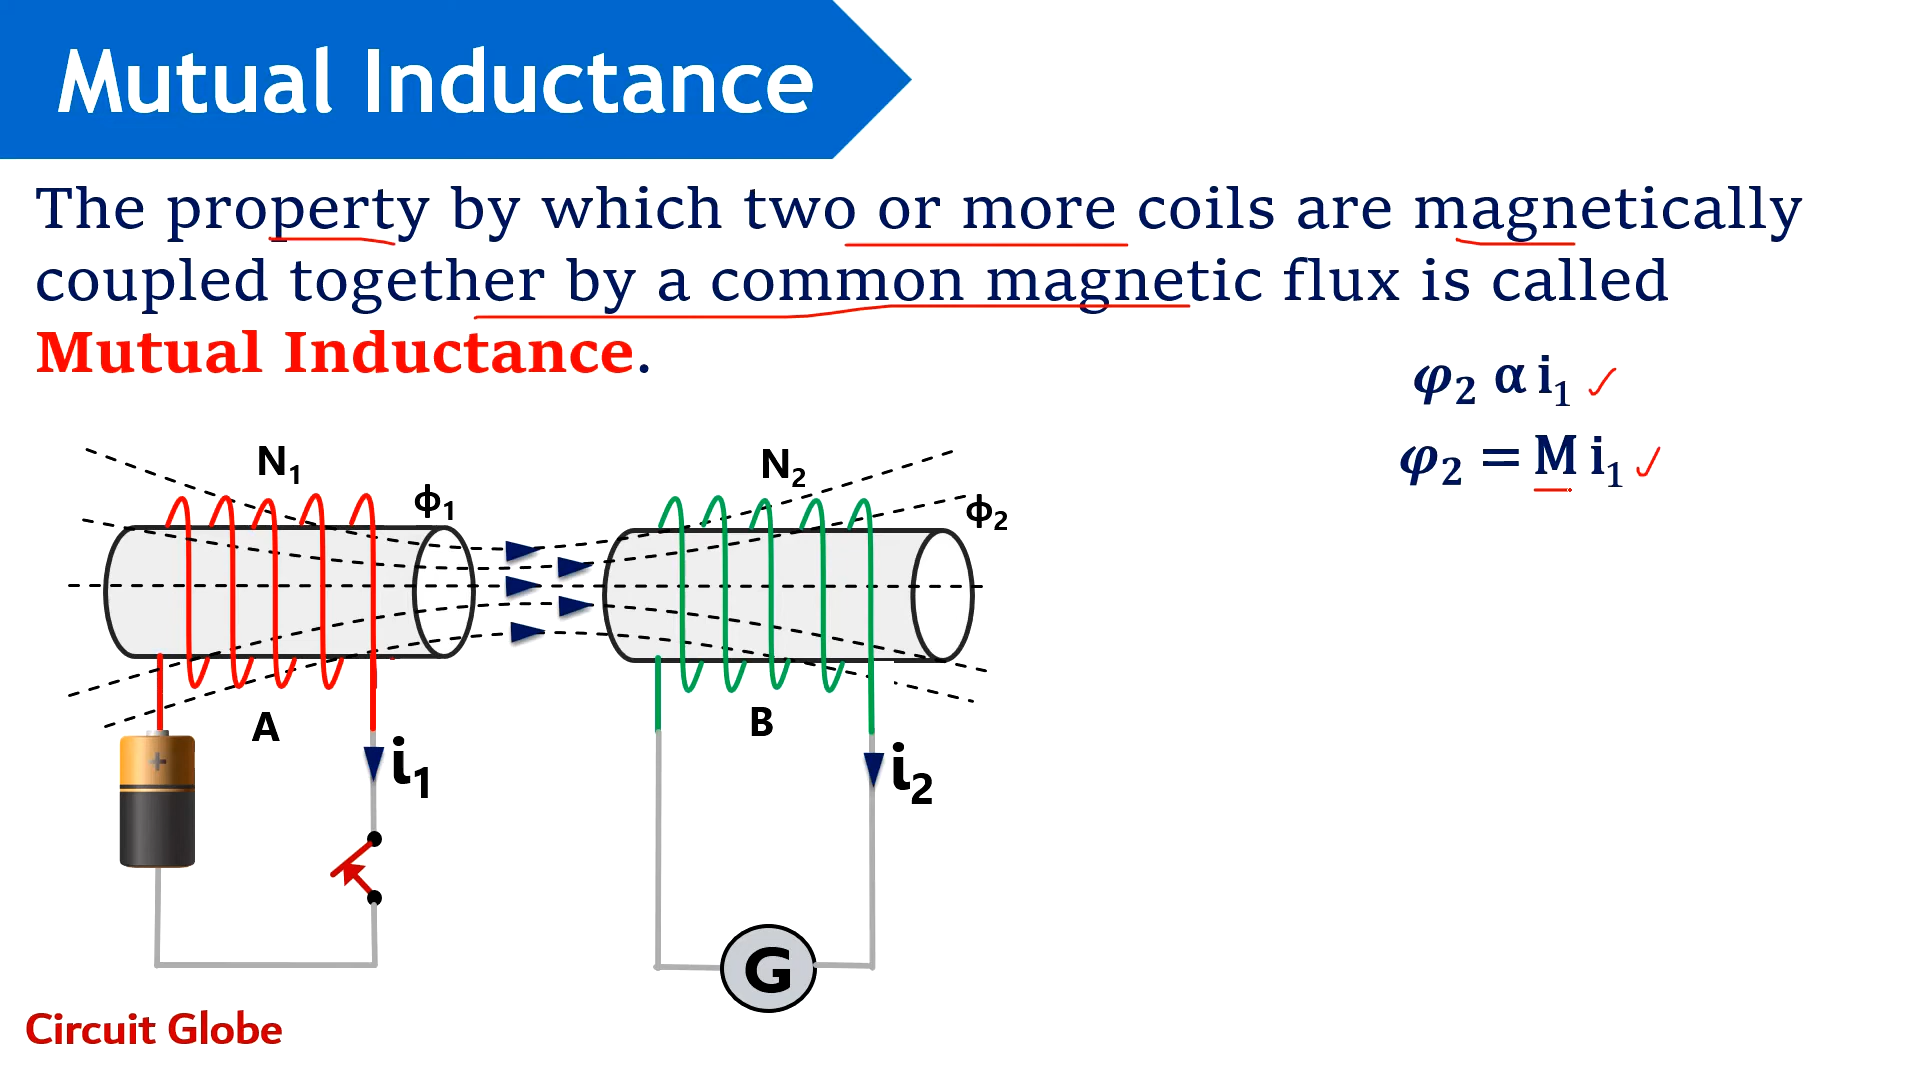 Mutual Inductance
The property by which two or more coils are magnetically
coupled together by a common magnetic flux is called
Mutual Inductance.
φ₂ α i₁
φ₂ = M i₁
N₁
N₂
ϕ₁
ϕ₂
A
B
+
i₁
i₂
G
Circuit Globe